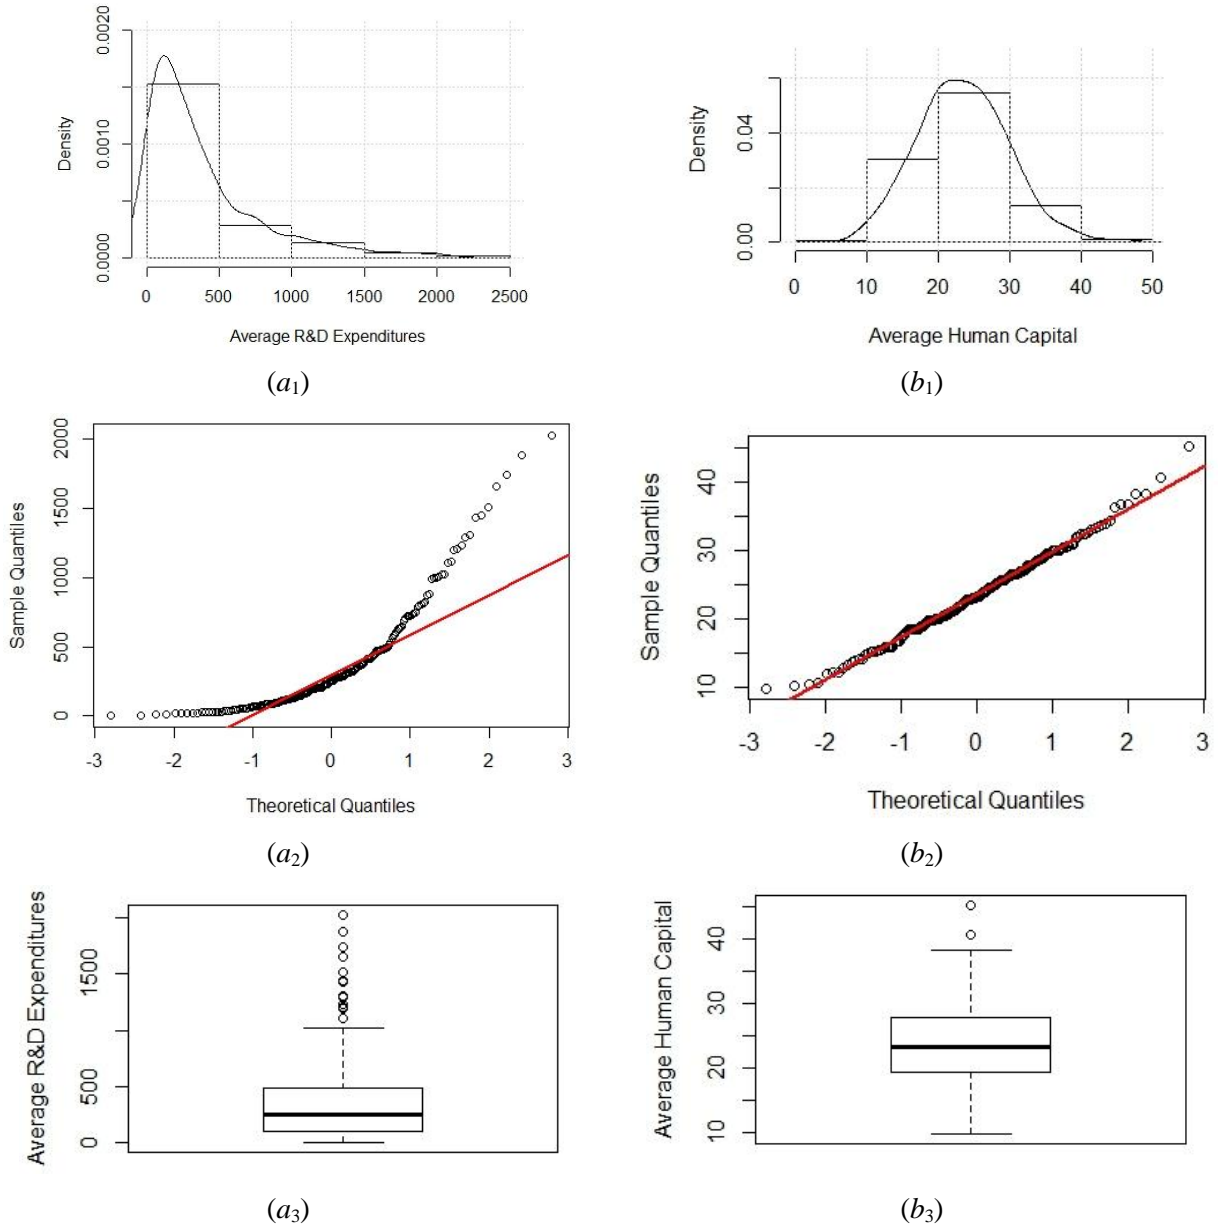 Density
0.0000 0.0010 0.0020
0 500 1000 1500 2000 2500
Average R&D Expenditures
(a1)
Density
0.00 0.04
0 10 20 30 40 50
Average Human Capital
(b1)
Sample Quantiles
0 500 1000 1500 2000
-3 -2 -1 0 1 2 3
Theoretical Quantiles
(a2)
Sample Quantiles
10 20 30 40
-3 -2 -1 0 1 2 3
Theoretical Quantiles
(b2)
Average R&D Expenditures
0 500 1500
(a3)
Average Human Capital
10 20 30 40
(b3)